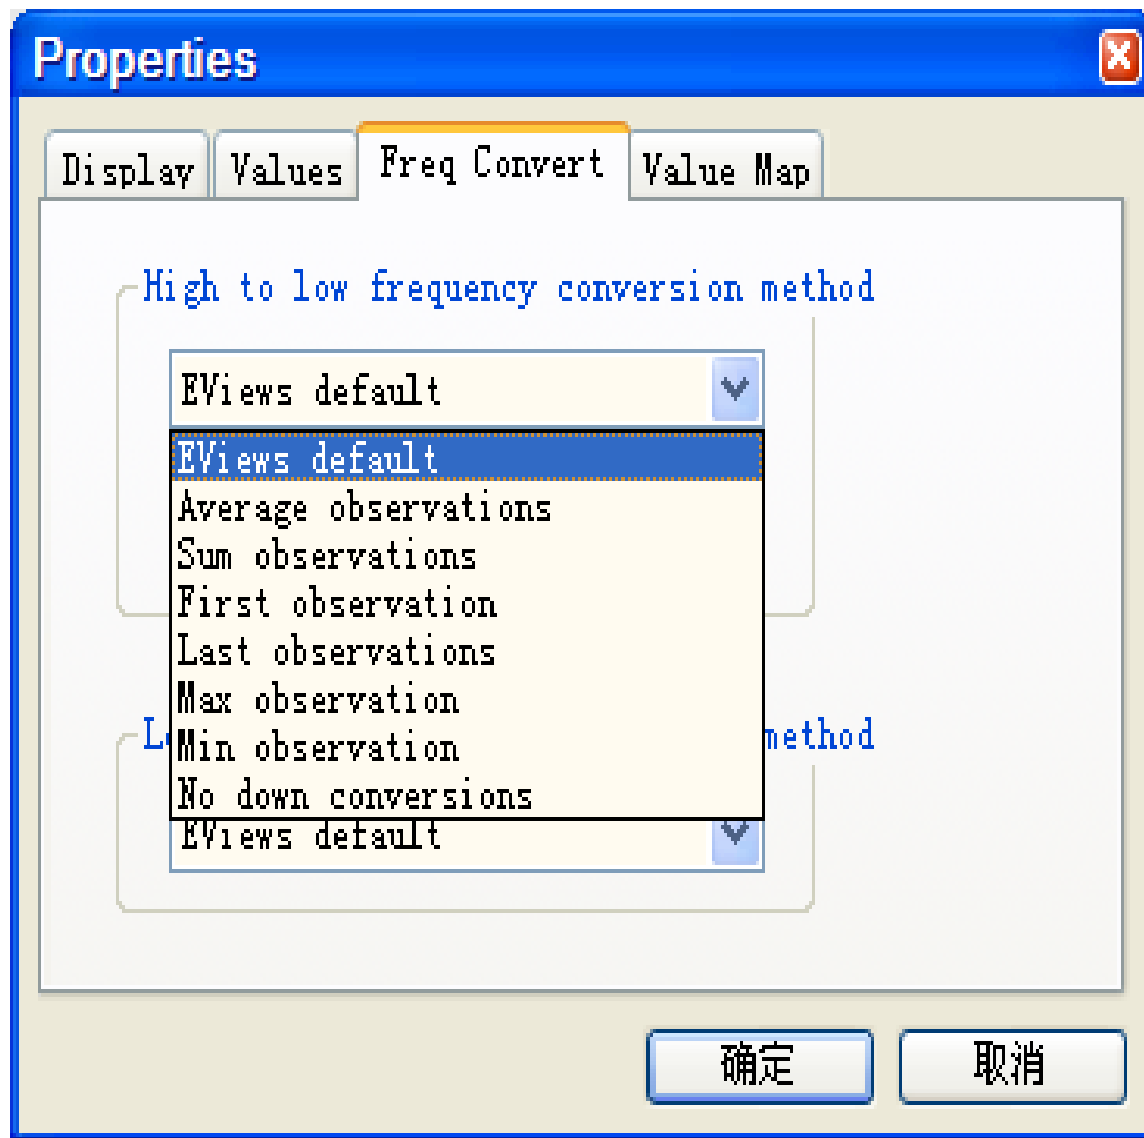 Properties
Display Values Freq Convert Value Map
High to low frequency conversion method
EViews default
EViews default
Average observations
Sum observations
First observation
Last observations
Max observation
Min observation
No down conversions
method
EViews default
确定 取消